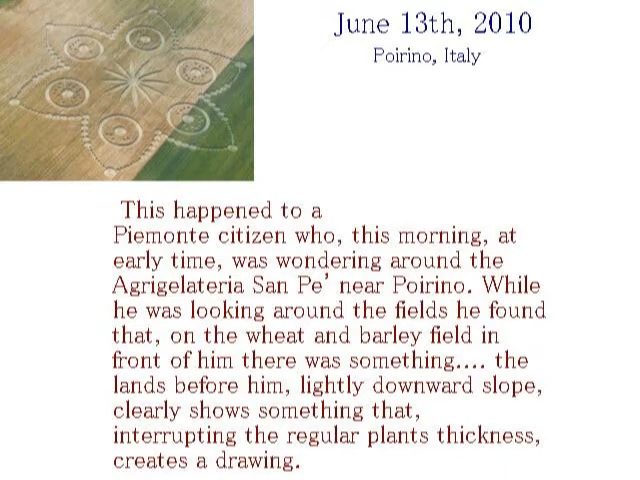 June 13th, 2010
Poirino, Italy
This happened to a
Piemonte citizen who, this morning, at
early time, was wondering around the
Agrigelateria San Pe' near Poirino. While
he was looking around the fields he found
that, on the wheat and barley field in
front of him there was something.... the
lands before him, lightly downward slope,
clearly shows something that,
interrupting the regular plants thickness,
creates a drawing.